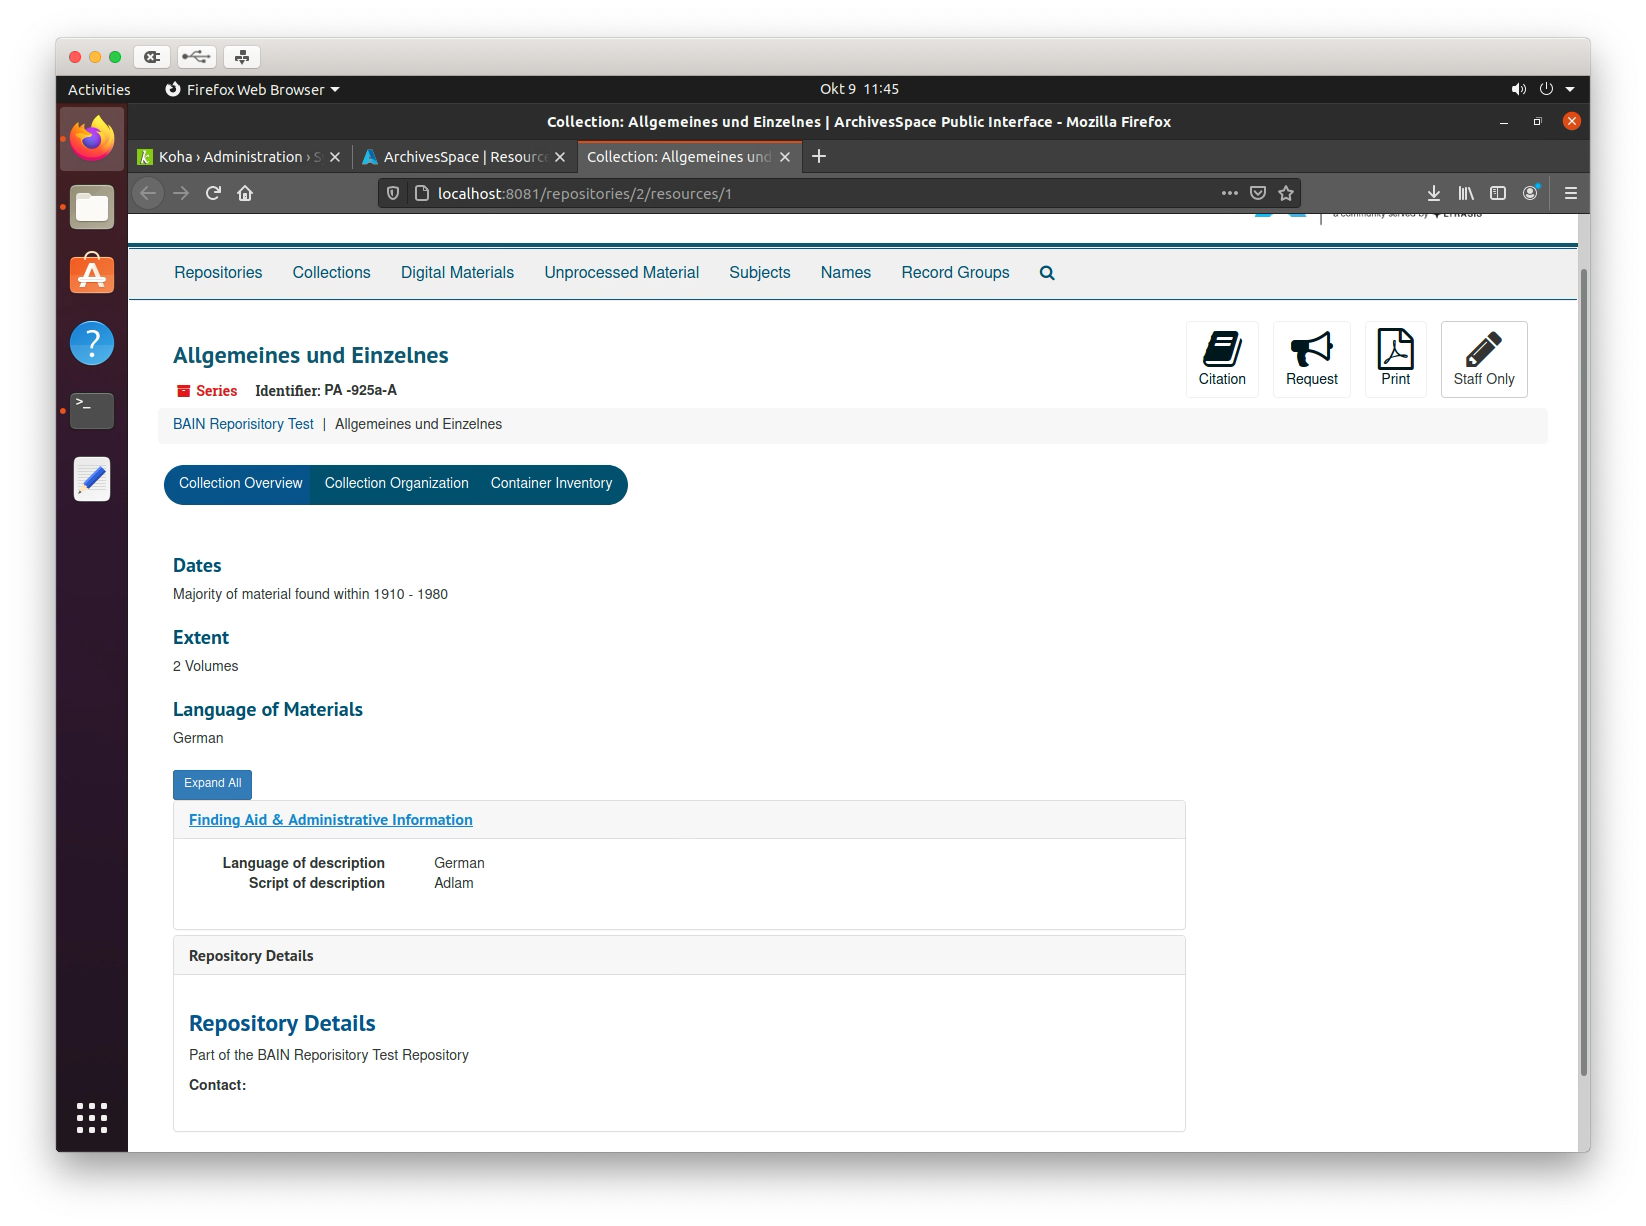 Activities
Firefox Web Browser
Okt 9 11:45
Collection: Allgemeines und Einzelnes | ArchivesSpace Public Interface - Mozilla Firefox
Koha › Administration › S
ArchivesSpace | Resourc
Collection: Allgemeines und
localhost:8081/repositories/2/resources/1
Repositories
Collections
Digital Materials
Unprocessed Material
Subjects
Names
Record Groups
Allgemeines und Einzelnes
Citation
Request
Print
Staff Only
Series
Identifier: PA -925a-A
BAIN Reporisitory Test | Allgemeines und Einzelnes
Collection Overview
Collection Organization
Container Inventory
Dates
Majority of material found within 1910 - 1980
Extent
2 Volumes
Language of Materials
German
Expand All
Finding Aid & Administrative Information
Language of description German
Script of description Adlam
Repository Details
Repository Details
Part of the BAIN Reporisitory Test Repository
Contact: